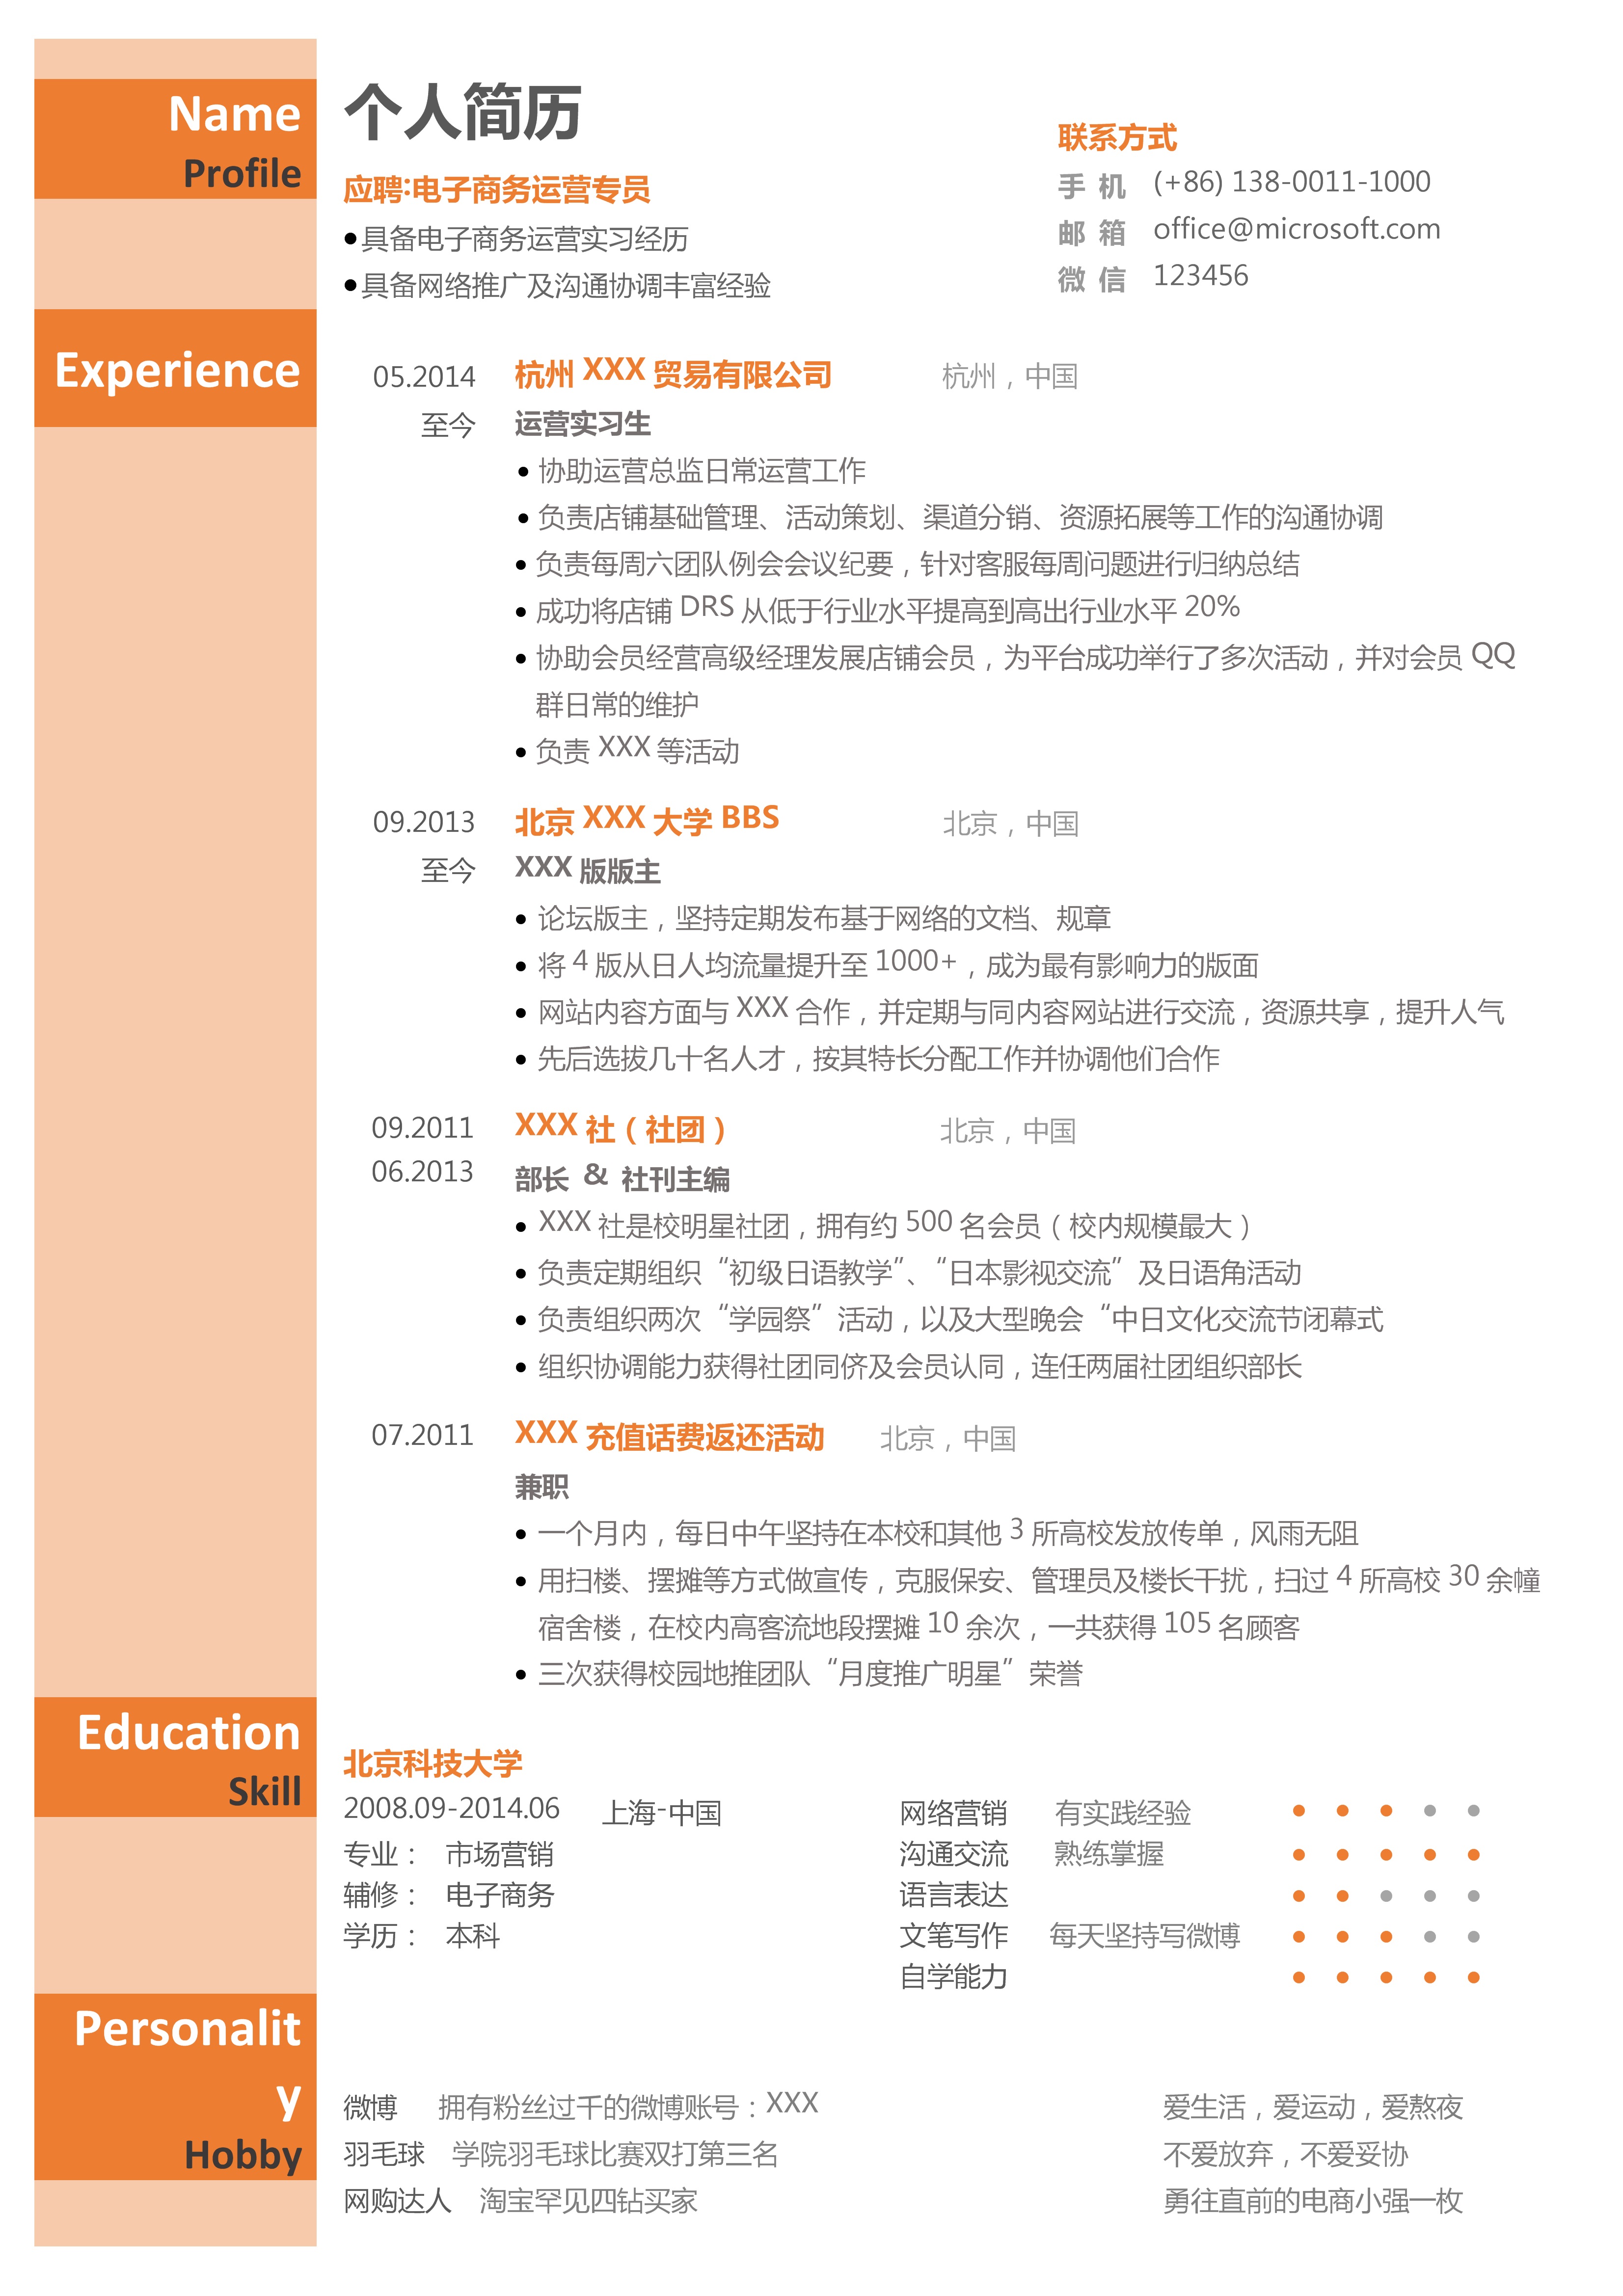 Name
Profile
个人简历
应聘:电子商务运营专员
●具备电子商务运营实习经历
●具备网络推广及沟通协调丰富经验
联系方式
手 机 (+86) 138-0011-1000
邮 箱 office@microsoft.com
微 信 123456
Experience
05.2014 杭州 XXX 贸易有限公司 杭州，中国
至今 运营实习生
● 协助运营总监日常运营工作
● 负责店铺基础管理、活动策划、渠道分销、资源拓展等工作的沟通协调
● 负责每周六团队例会会议纪要，针对客服每周问题进行归纳总结
● 成功将店铺 DRS 从低于行业水平提高到高出行业水平 20%
● 协助会员经营高级经理发展店铺会员，为平台成功举行了多次活动，并对会员 QQ
群日常的维护
● 负责 XXX 等活动
09.2013 北京 XXX 大学 BBS 北京，中国
至今 XXX 版版主
● 论坛版主，坚持定期发布基于网络的文档、规章
● 将 4 版从日人均流量提升至 1000+，成为最有影响力的版面
● 网站内容方面与 XXX 合作，并定期与同内容网站进行交流，资源共享，提升人气
● 先后选拔几十名人才，按其特长分配工作并协调他们合作
09.2011 XXX 社（社团） 北京，中国
06.2013 部长 & 社刊主编
● XXX 社是校明星社团，拥有约 500 名会员（校内规模最大）
● 负责定期组织“初级日语教学”、“日本影视交流”及日语角活动
● 负责组织两次“学园祭”活动，以及大型晚会“中日文化交流节闭幕式
● 组织协调能力获得社团同侪及会员认同，连任两届社团组织部长
07.2011 XXX 充值话费返还活动 北京，中国
兼职
● 一个月内，每日中午坚持在本校和其他 3 所高校发放传单，风雨无阻
● 用扫楼、摆摊等方式做宣传，克服保安、管理员及楼长干扰，扫过 4 所高校 30 余幢
宿舍楼，在校内高客流地段摆摊 10 余次，一共获得 105 名顾客
● 三次获得校园地推团队“月度推广明星”荣誉
Education
Skill
北京科技大学
2008.09-2014.06 上海-中国
专业： 市场营销
辅修： 电子商务
学历： 本科
网络营销 有实践经验
沟通交流 熟练掌握
语言表达
文笔写作 每天坚持写微博
自学能力
Personalit
y
Hobby
微博 拥有粉丝过千的微博账号：XXX
羽毛球 学院羽毛球比赛双打第三名
网购达人 淘宝罕见四钻买家
爱生活，爱运动，爱熬夜
不爱放弃，不爱妥协
勇往直前的电商小强一枚